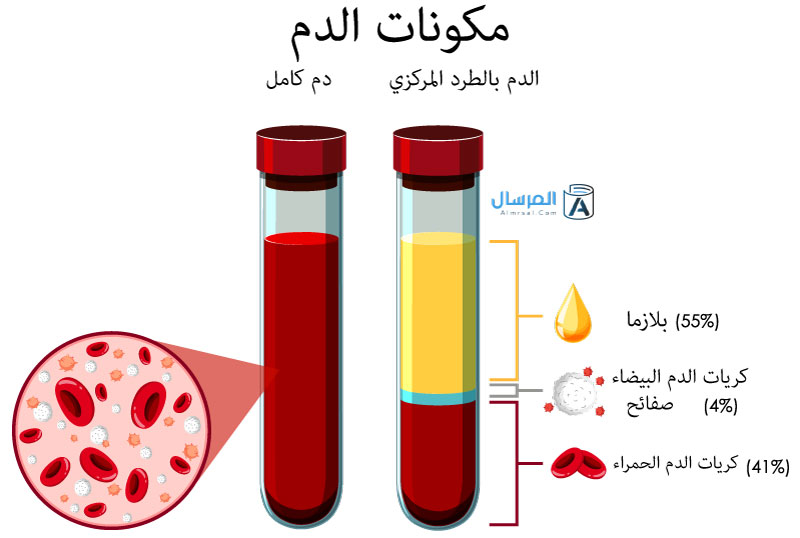 مكونات الدم
الدم بالطرد المركزي
دم كامل
المرسال
Almrsal.Com
بلازما (55%)
كريات الدم البيضاء
صفائح (4%)
كريات الدم الحمراء (41%)